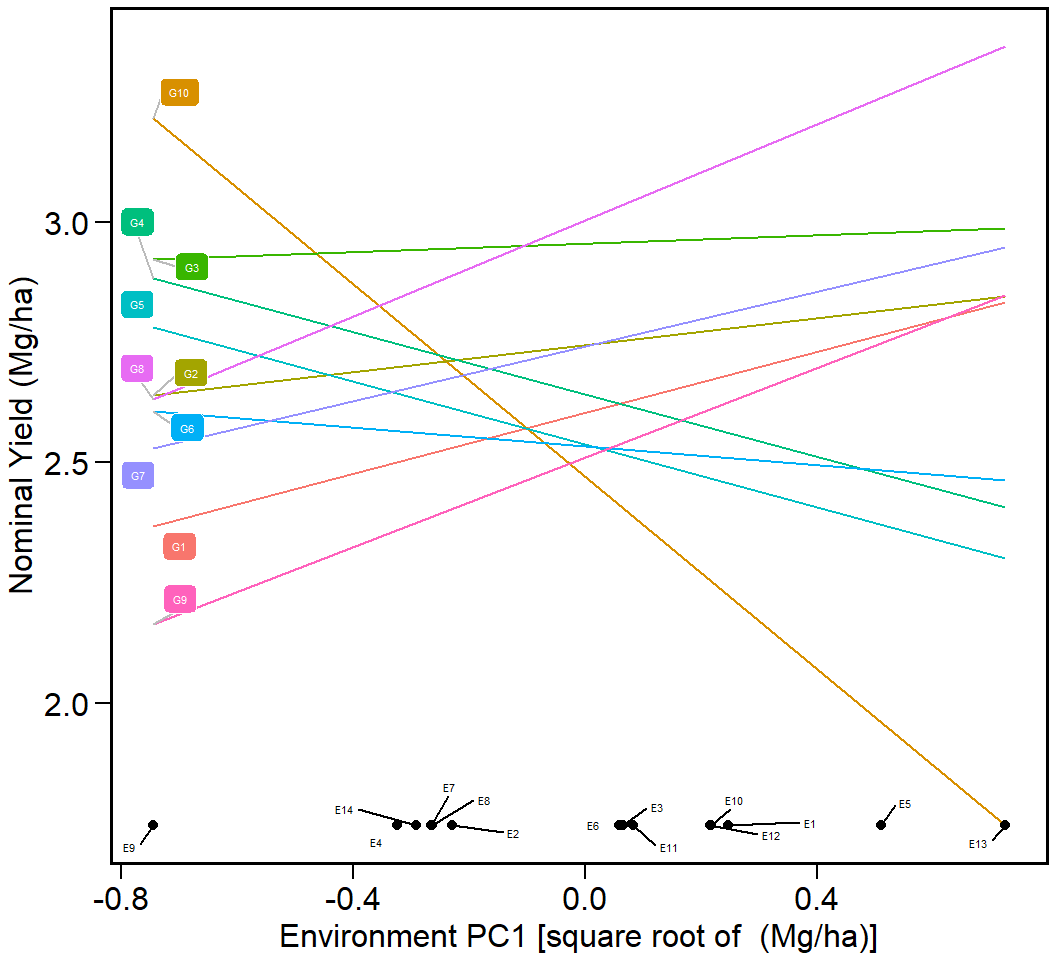 G10
G4
3.0
G3
G5
G8
G2
G6
2.5
G7
G1
G9
2.0
E7
E8
E10
E5
E14
E3
E6
E1
E4
E2
E12
E9
E11
E13
-0.8
-0.4
0.0
0.4
Environment PC1 [square root of  (Mg/ha)]
Nominal Yield (Mg/ha)